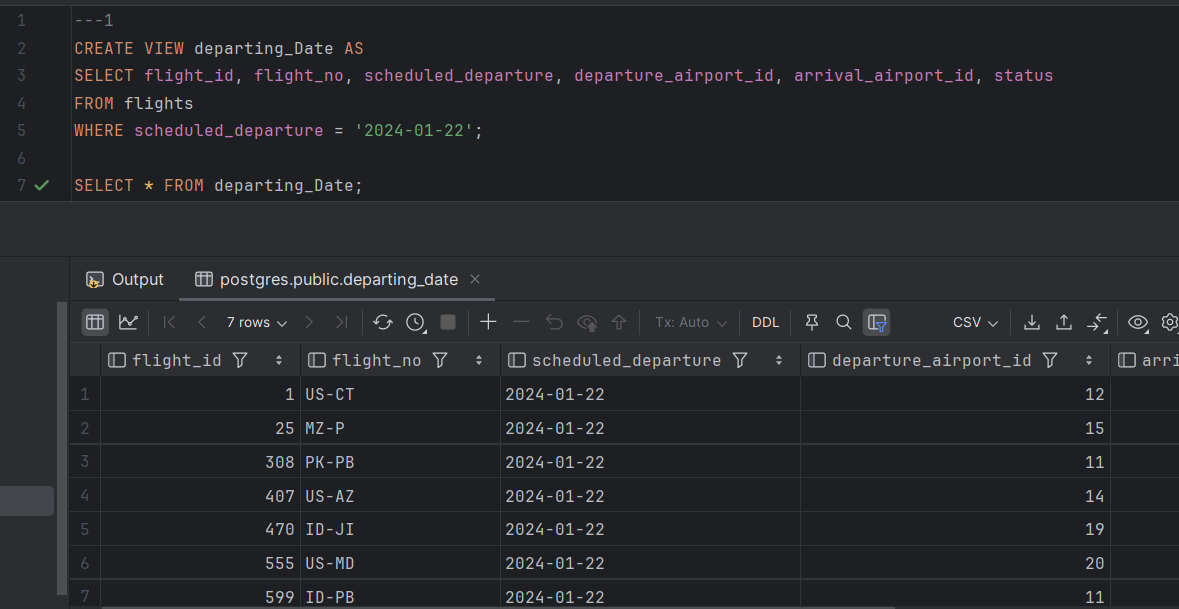 1 ---1
2 CREATE VIEW departing_Date AS
3 SELECT flight_id, flight_no, scheduled_departure, departure_airport_id, arrival_airport_id, status
4 FROM flights
5 WHERE scheduled_departure = '2024-01-22';
6
7 SELECT * FROM departing_Date;
Output postgres.public.departing_date
7 rows Tx: Auto DDL CSV
flight_id flight_no scheduled_departure departure_airport_id arri
1 1 US-CT 2024-01-22 12
2 25 MZ-P 2024-01-22 15
3 308 PK-PB 2024-01-22 11
4 407 US-AZ 2024-01-22 14
5 470 ID-JI 2024-01-22 19
6 555 US-MD 2024-01-22 20
7 599 ID-PB 2024-01-22 11